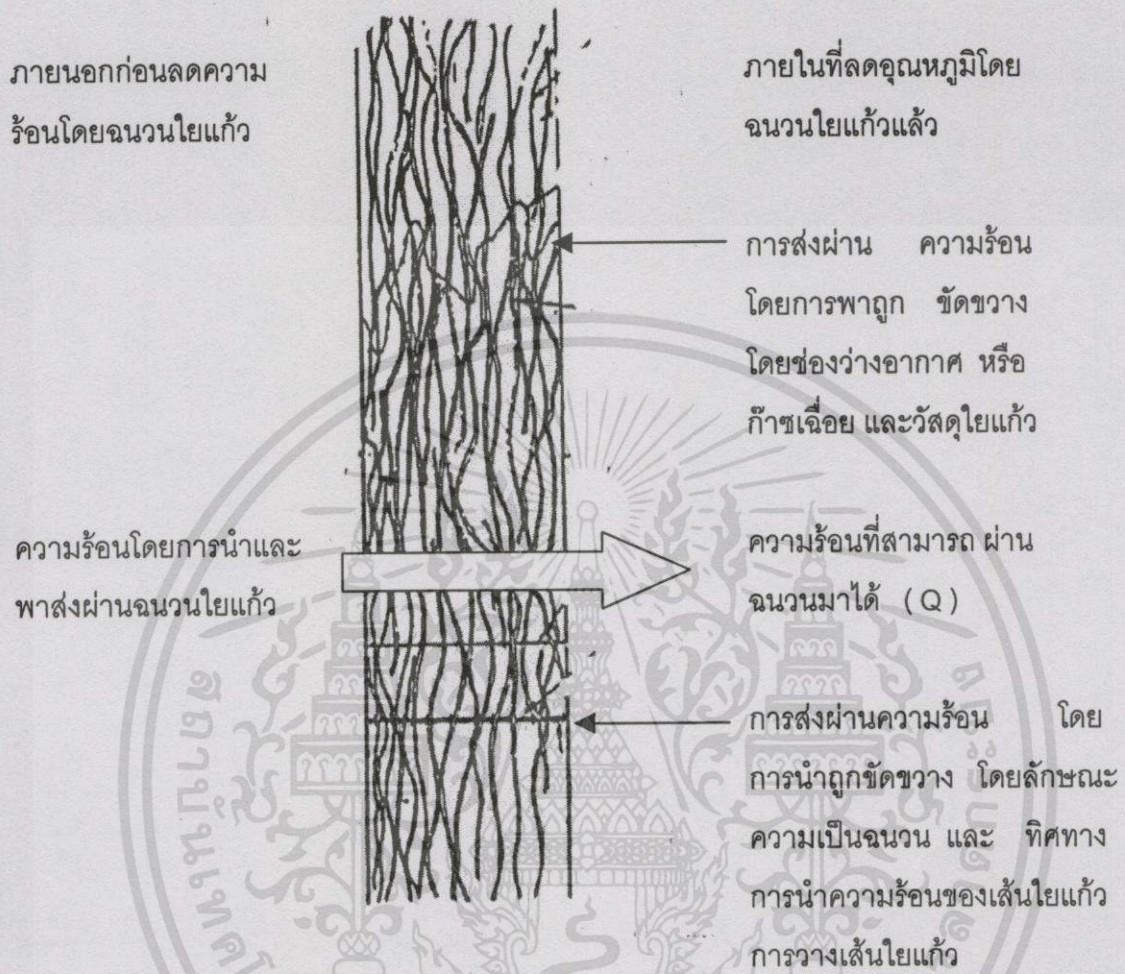 ภายนอกก่อนลดความ
ร้อนโดยฉนวนใยแก้ว
ภายในที่ลดอุณหภูมิโดย
ฉนวนใยแก้วแล้ว
การส่งผ่าน ความร้อน
โดยการพาถูก ขัดขวาง
โดยช่องว่างอากาศ หรือ
ก๊าซเฉื่อย และวัสดุใยแก้ว
ความร้อนโดยการนำและ
พาส่งผ่านฉนวนใยแก้ว
ความร้อนที่สามารถ ผ่าน
ฉนวนมาได้ ( Q )
การส่งผ่านความร้อน โดย
การนำถูกขัดขวาง โดยลักษณะ
ความเป็นฉนวน และ ทิศทาง
การนำความร้อนของเส้นใยแก้ว
การวางเส้นใยแก้ว